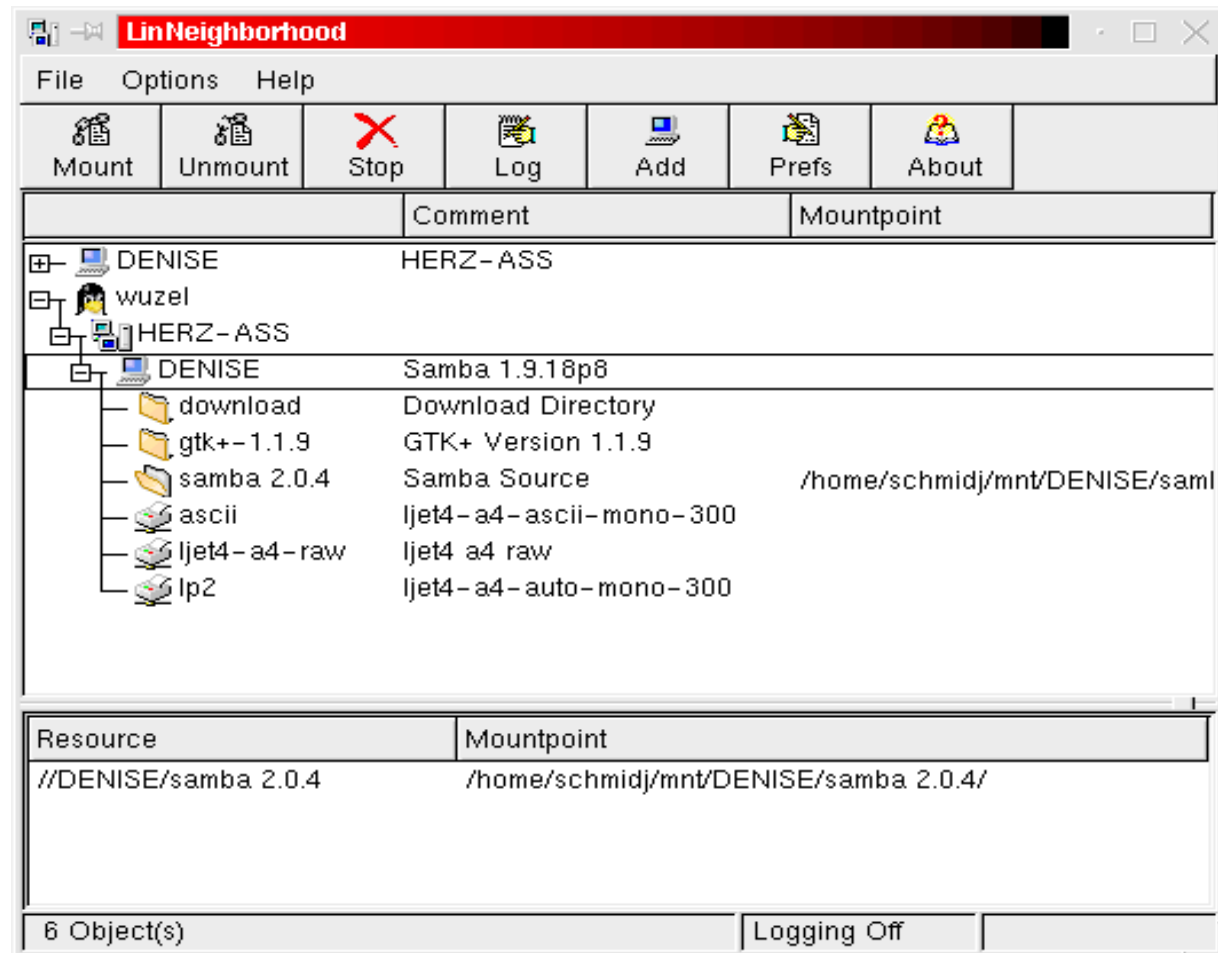 LinNeighborhood
File Options Help
Mount Unmount Stop Log Add Prefs About
Comment Mountpoint
DENISE HERZ-ASS
wuzel
HERZ-ASS
DENISE Samba 1.9.18p8
download Download Directory
gtk+-1.1.9 GTK+ Version 1.1.9
samba 2.0.4 Samba Source /home/schmidj/mnt/DENISE/saml
ascii ljet4-a4-ascii-mono-300
ljet4-a4-raw ljet4 a4 raw
lp2 ljet4-a4-auto-mono-300
Resource Mountpoint
//DENISE/samba 2.0.4 /home/schmidj/mnt/DENISE/samba 2.0.4/
6 Object(s) Logging Off